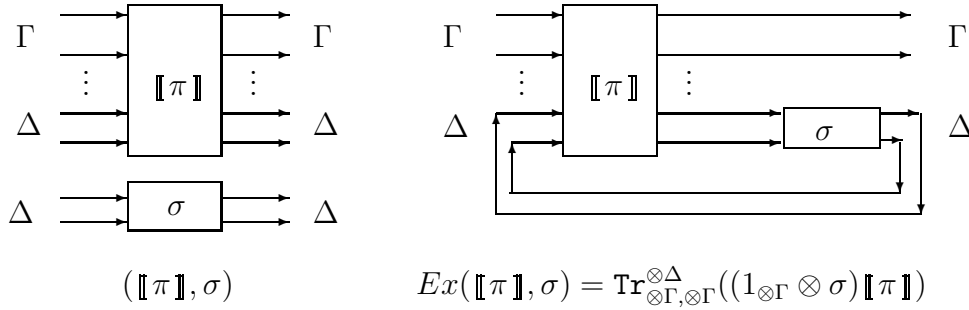 Γ Γ Γ Γ
⋮ ⟦π⟧ ⋮ ⋮ ⟦π⟧ ⋮
Δ Δ Δ σ Δ
Δ σ Δ
(⟦π⟧, σ) Ex(⟦π⟧, σ) = Tr^{⊗Δ}_{⊗Γ,⊗Γ}((1_{⊗Γ} ⊗ σ)⟦π⟧)